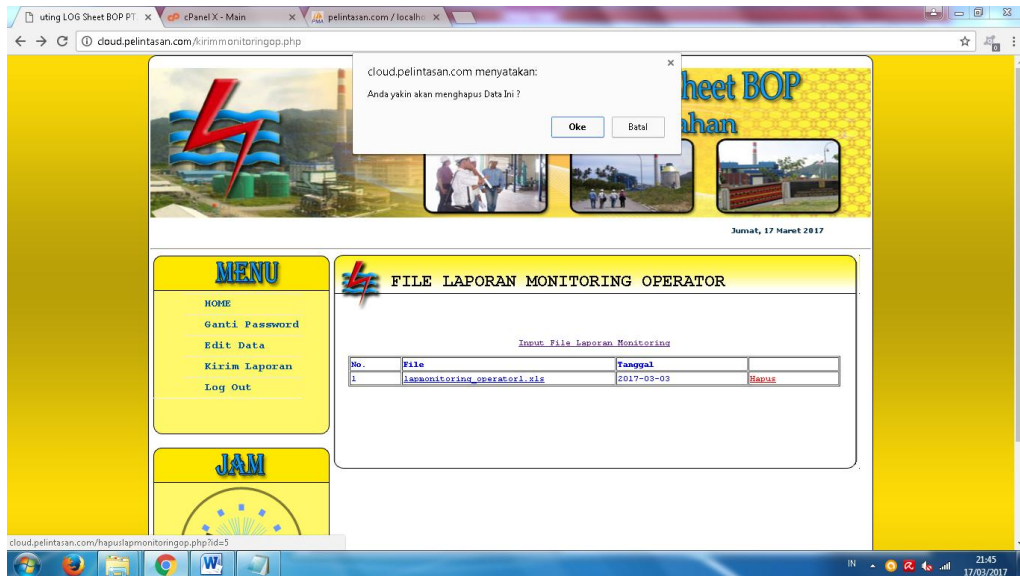 uting LOG Sheet BOP PT
cPanel X - Main
pelintasan.com / localho
cloud.pelintasan.com/kirimmonitoringop.php
cloud.pelintasan.com menyatakan:
Anda yakin akan menghapus Data Ini ?
Oke
Batal
heet BOP
ahan
Jumat, 17 Maret 2017
MENU
HOME
Ganti Password
Edit Data
Kirim Laporan
Log Out
FILE LAPORAN MONITORING OPERATOR
Input File Laporan Monitoring
No. File Tanggal
1 lapmonitoring_operator1.xls 2017-03-03 Hapus
JAM
cloud.pelintasan.com/hapuslapmonitoringop.php?id=5
IN
21:45
17/03/2017